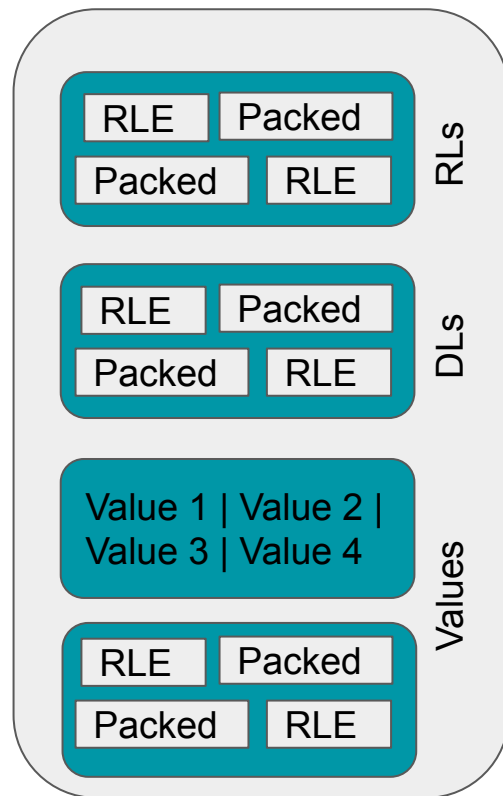 RLE Packed
Packed RLE
RLs
RLE Packed
Packed RLE
DLs
Value 1 | Value 2 |
Value 3 | Value 4
RLE Packed
Packed RLE
Values